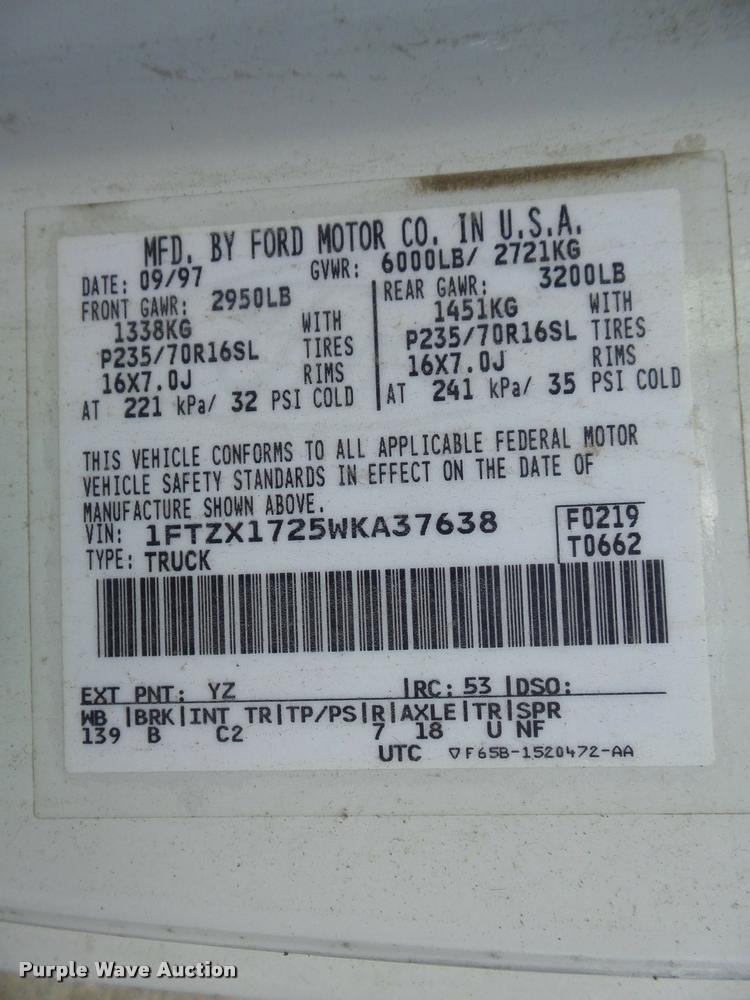 MFD. BY FORD MOTOR CO. IN U.S.A.
DATE: 09/97 GVWR: 6000LB/ 2721KG
FRONT GAWR: 2950LB
1338KG WITH
P235/70R16SL TIRES
16X7.0J RIMS
AT 221 kPa/ 32 PSI COLD
REAR GAWR: 3200LB
1451KG WITH
P235/70R16SL TIRES
16X7.0J RIMS
AT 241 kPa/ 35 PSI COLD
THIS VEHICLE CONFORMS TO ALL APPLICABLE FEDERAL MOTOR
VEHICLE SAFETY STANDARDS IN EFFECT ON THE DATE OF
MANUFACTURE SHOWN ABOVE.
VIN: 1FTZX1725WKA37638
F0219
TYPE: TRUCK
T0662
EXT PNT: YZ |RC: 53 |DSO:
WB |BRK|INT TR|TP/PS|R|AXLE|TR|SPR
139 B C2 7 18 U NF
UTC ▽F65B-1520472-AA
Purple Wave Auction